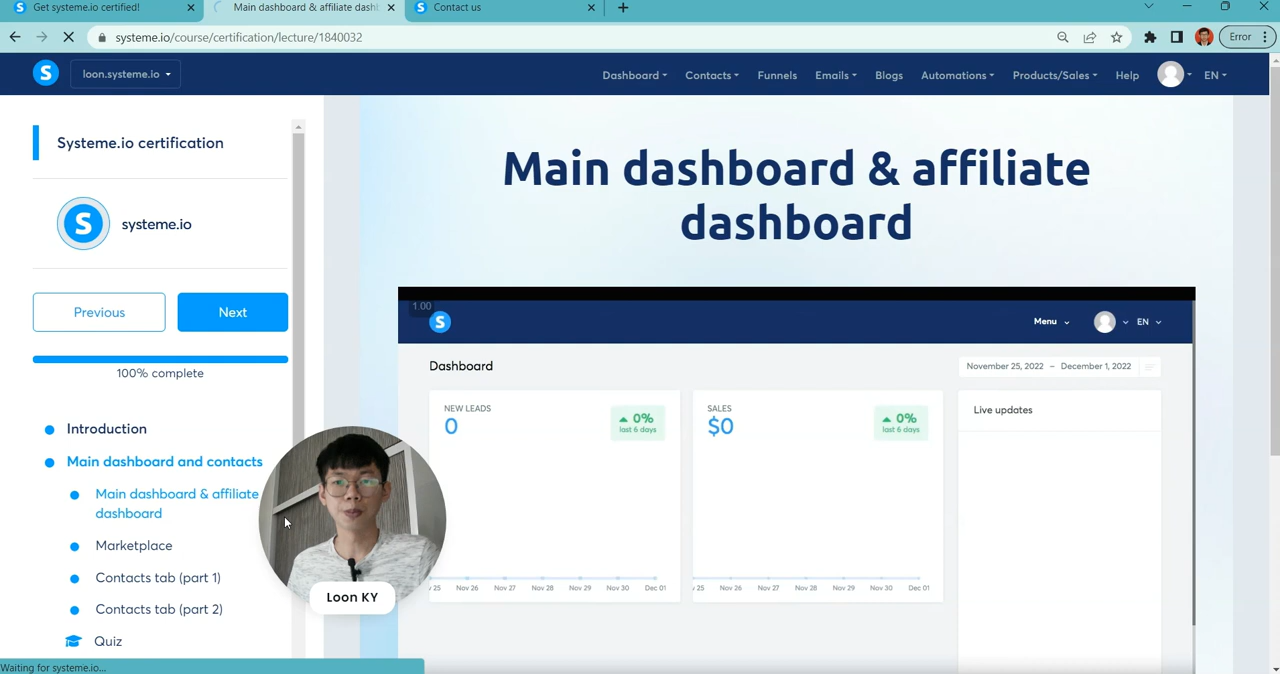 Get systeme.io certified!
Main dashboard & affiliate dash
Contact us
systeme.io/course/certification/lecture/1840032
Error
S
loon.systeme.io
Dashboard
Contacts
Funnels
Emails
Blogs
Automations
Products/Sales
Help
EN
Systeme.io certification
S
systeme.io
Previous
Next
100% complete
Introduction
Main dashboard and contacts
Main dashboard & affiliate
dashboard
Marketplace
Contacts tab (part 1)
Contacts tab (part 2)
Quiz
Main dashboard & affiliate
dashboard
1.00
S
Menu
EN
Dashboard
November 25, 2022 - December 1, 2022
NEW LEADS
0
0%
last 6 days
SALES
$0
0%
last 6 days
Live updates
25 Nov 26 Nov 27 Nov 28 Nov 29 Nov 30 Dec 01
25 Nov 26 Nov 27 Nov 28 Nov 29 Nov 30 Dec 01
Loon KY
Waiting for systeme.io...